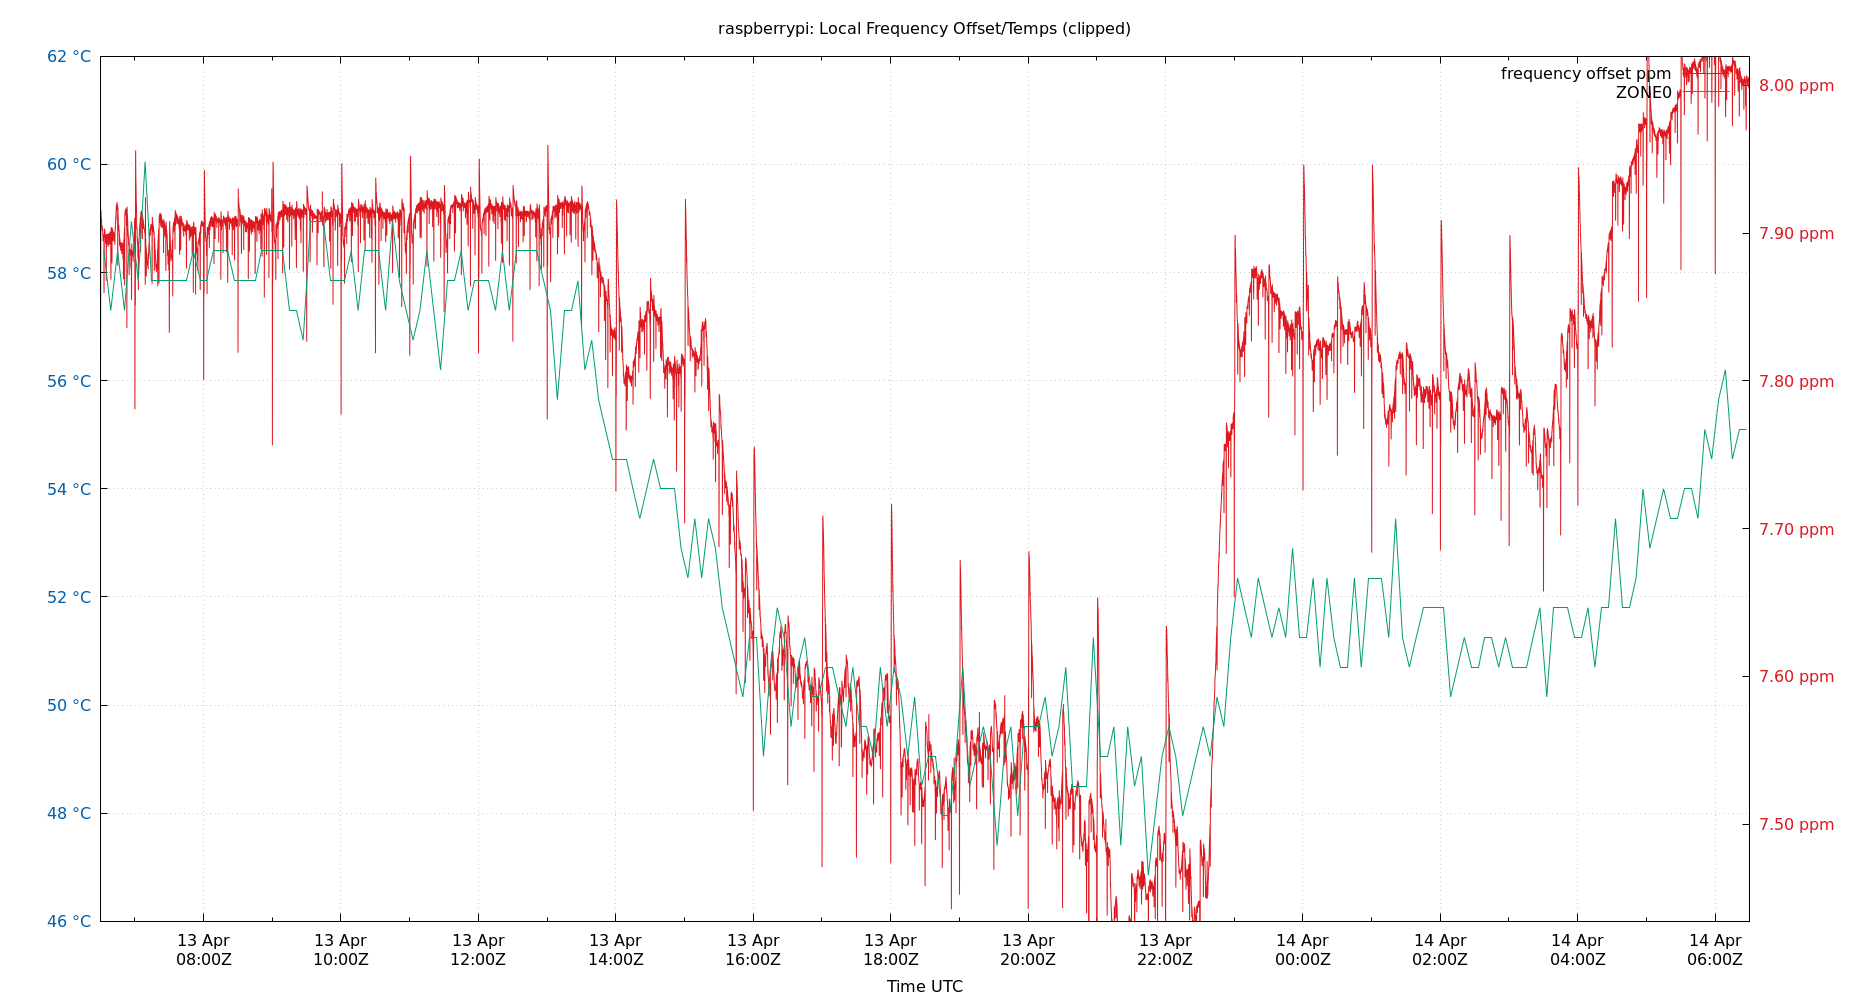 raspberrypi: Local Frequency Offset/Temps (clipped)
62 °C
60 °C
58 °C
56 °C
54 °C
52 °C
50 °C
48 °C
46 °C
frequency offset ppm
ZONE0
8.00 ppm
7.90 ppm
7.80 ppm
7.70 ppm
7.60 ppm
7.50 ppm
13 Apr
08:00Z
13 Apr
10:00Z
13 Apr
12:00Z
13 Apr
14:00Z
13 Apr
16:00Z
13 Apr
18:00Z
13 Apr
20:00Z
13 Apr
22:00Z
14 Apr
00:00Z
14 Apr
02:00Z
14 Apr
04:00Z
14 Apr
06:00Z
Time UTC